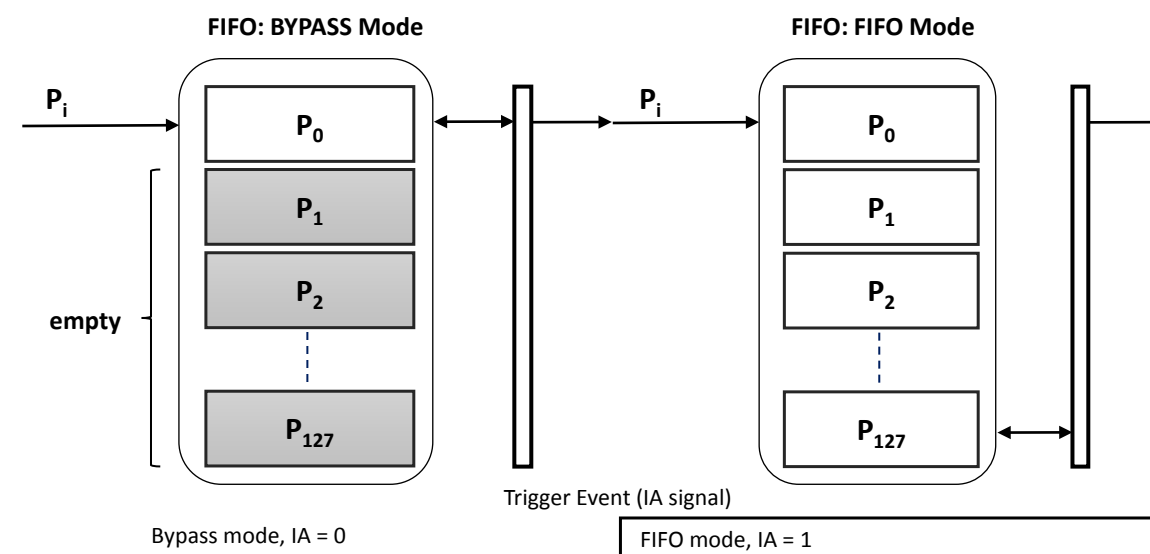 FIFO: BYPASS Mode
FIFO: FIFO Mode
Pi
P0
P1
P2
empty
P127
Pi
P0
P1
P2
P127
Trigger Event (IA signal)
Bypass mode, IA = 0
FIFO mode, IA = 1